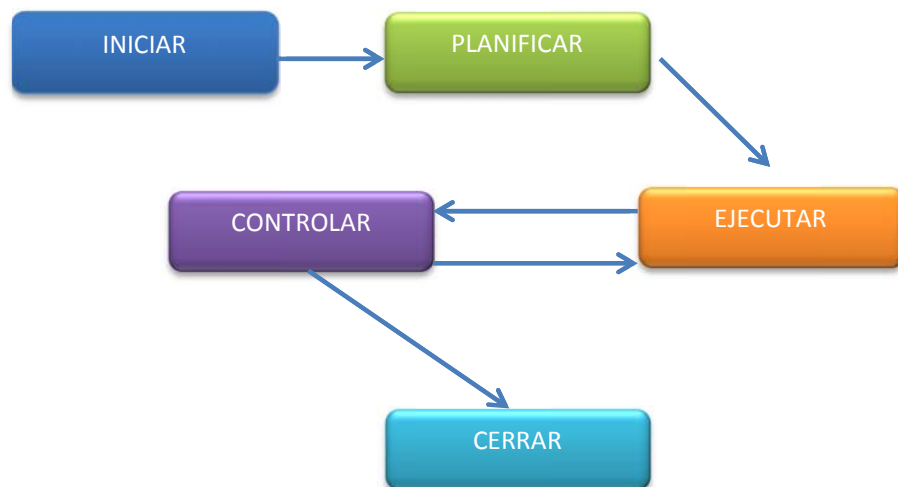 INICIAR
PLANIFICAR
CONTROLAR
EJECUTAR
CERRAR